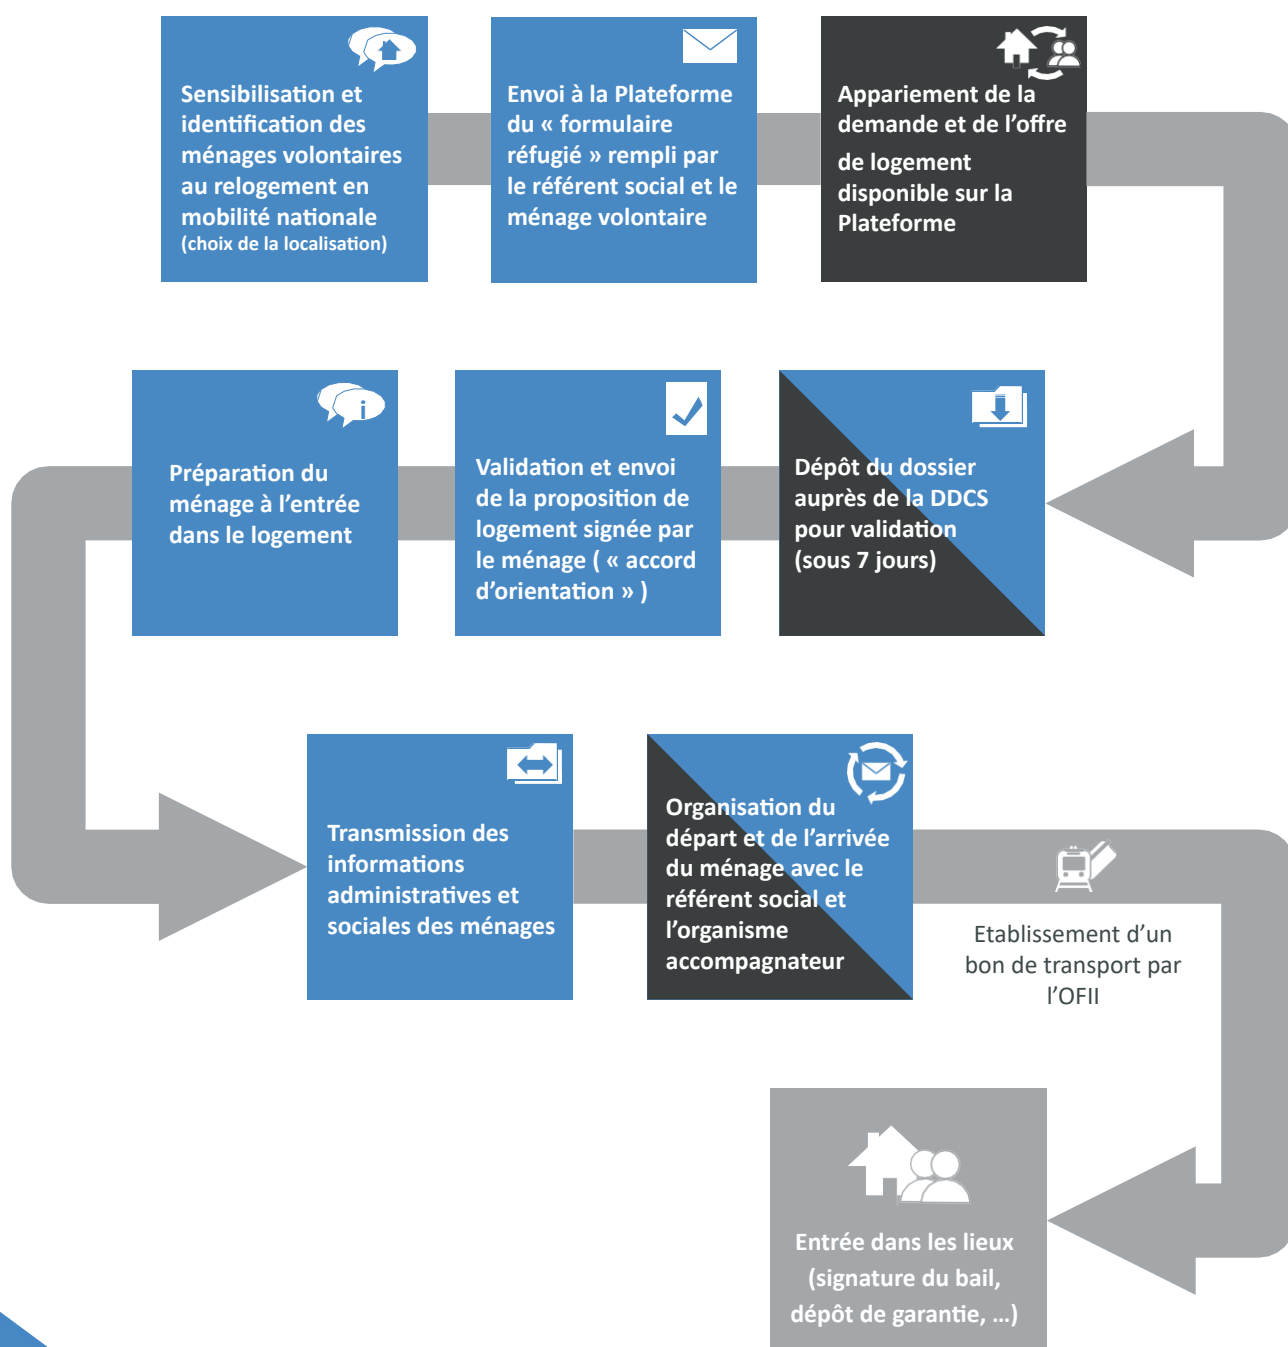 Sensibilisation et
identification des
ménages volontaires
au relogement en
mobilité nationale
(choix de la localisation)
Envoi à la Plateforme
du « formulaire
réfugié » rempli par
le référent social et le
ménage volontaire
Appariement de la
demande et de l’offre
de logement
disponible sur la
Plateforme
Dépôt du dossier
auprès de la DDCS
pour validation
(sous 7 jours)
Validation et envoi
de la proposition de
logement signée par
le ménage ( « accord
d’orientation » )
i
Préparation du
ménage à l’entrée
dans le logement
Transmission des
informations
administratives et
sociales des ménages
Organisation du
départ et de l’arrivée
du ménage avec le
référent social et
l’organisme
accompagnateur
Etablissement d’un
bon de transport par
l’OFII
Entrée dans les lieux
(signature du bail,
dépôt de garantie, ...)